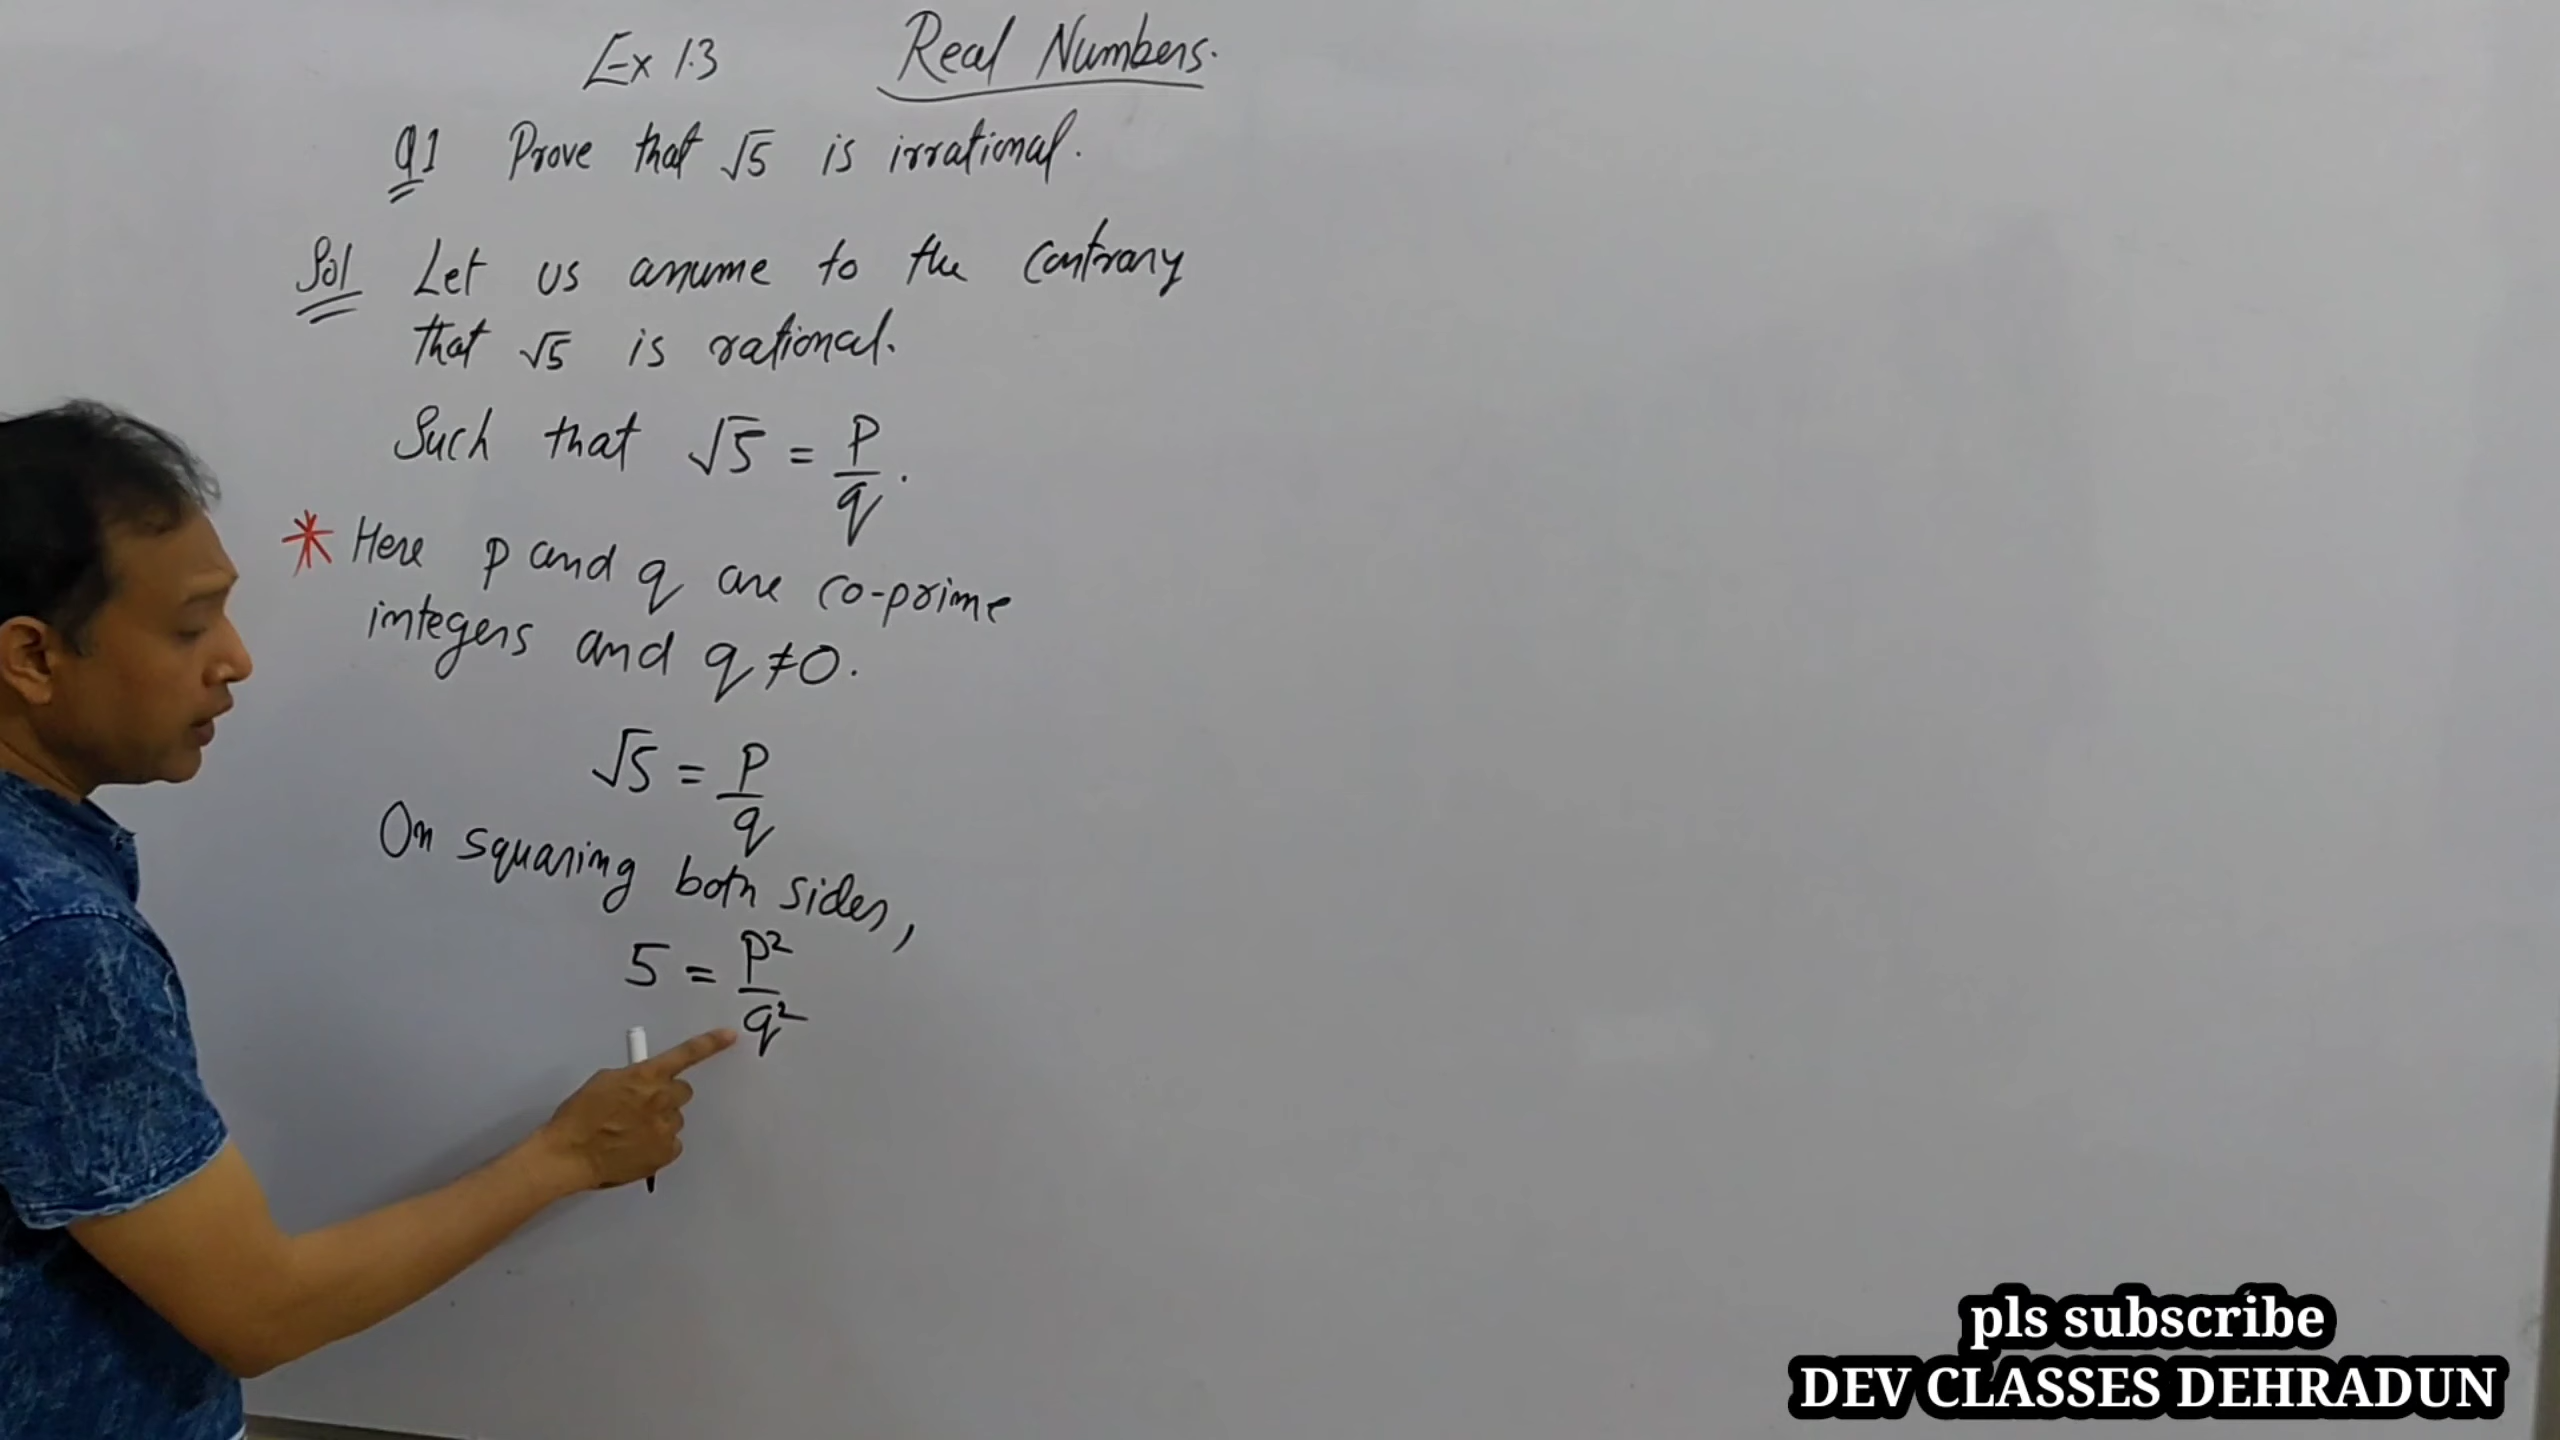 Ex 1.3 Real Numbers.
Q1 Prove that √5 is irrational.
Sol Let us assume to the contrary
that √5 is rational.
Such that √5 = p/q.
* Here p and q are co-prime
integers and q ≠ 0.
√5 = p/q
On squaring both sides,
5 = p²/q²
pls subscribe
DEV CLASSES DEHRADUN